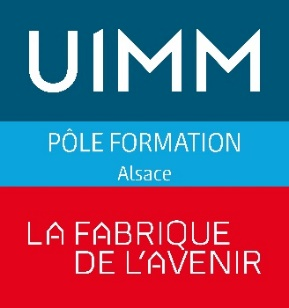 UIMM
PÔLE FORMATION
Alsace
LA FABRIQUE
DE L'AVENIR